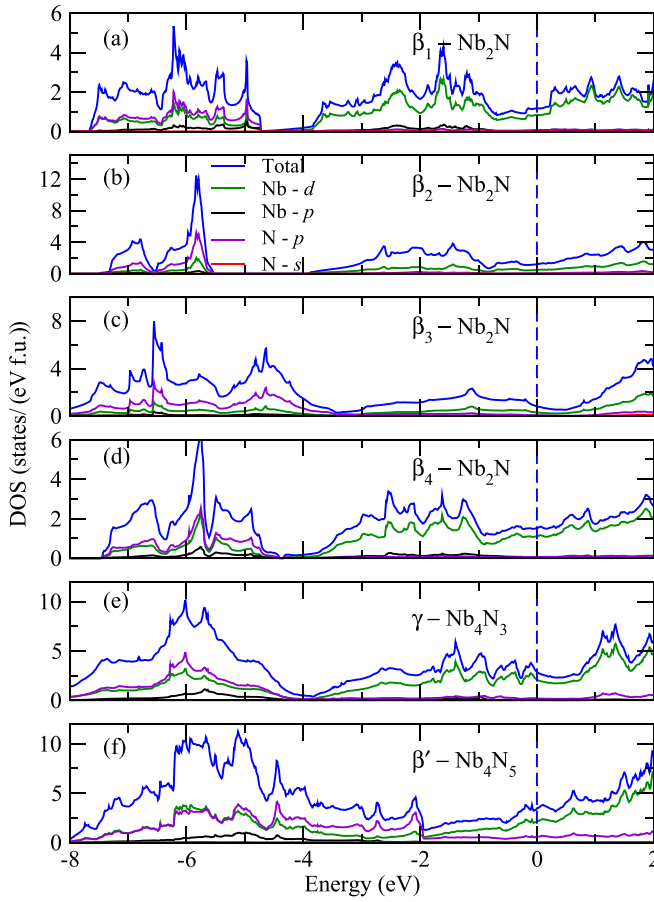 DOS (states/ (eV f.u.))
6
4
2
0
(a)
β₁ – Nb₂N
12
8
4
0
(b)
Total
Nb - d
Nb - p
N - p
N - s
β₂ – Nb₂N
8
4
0
(c)
β₃ – Nb₂N
6
4
2
0
(d)
β₄ – Nb₂N
10
5
0
(e)
γ – Nb₄N₃
10
5
0
(f)
β′ – Nb₄N₅
-8
-6
-4
-2
0
2
Energy (eV)